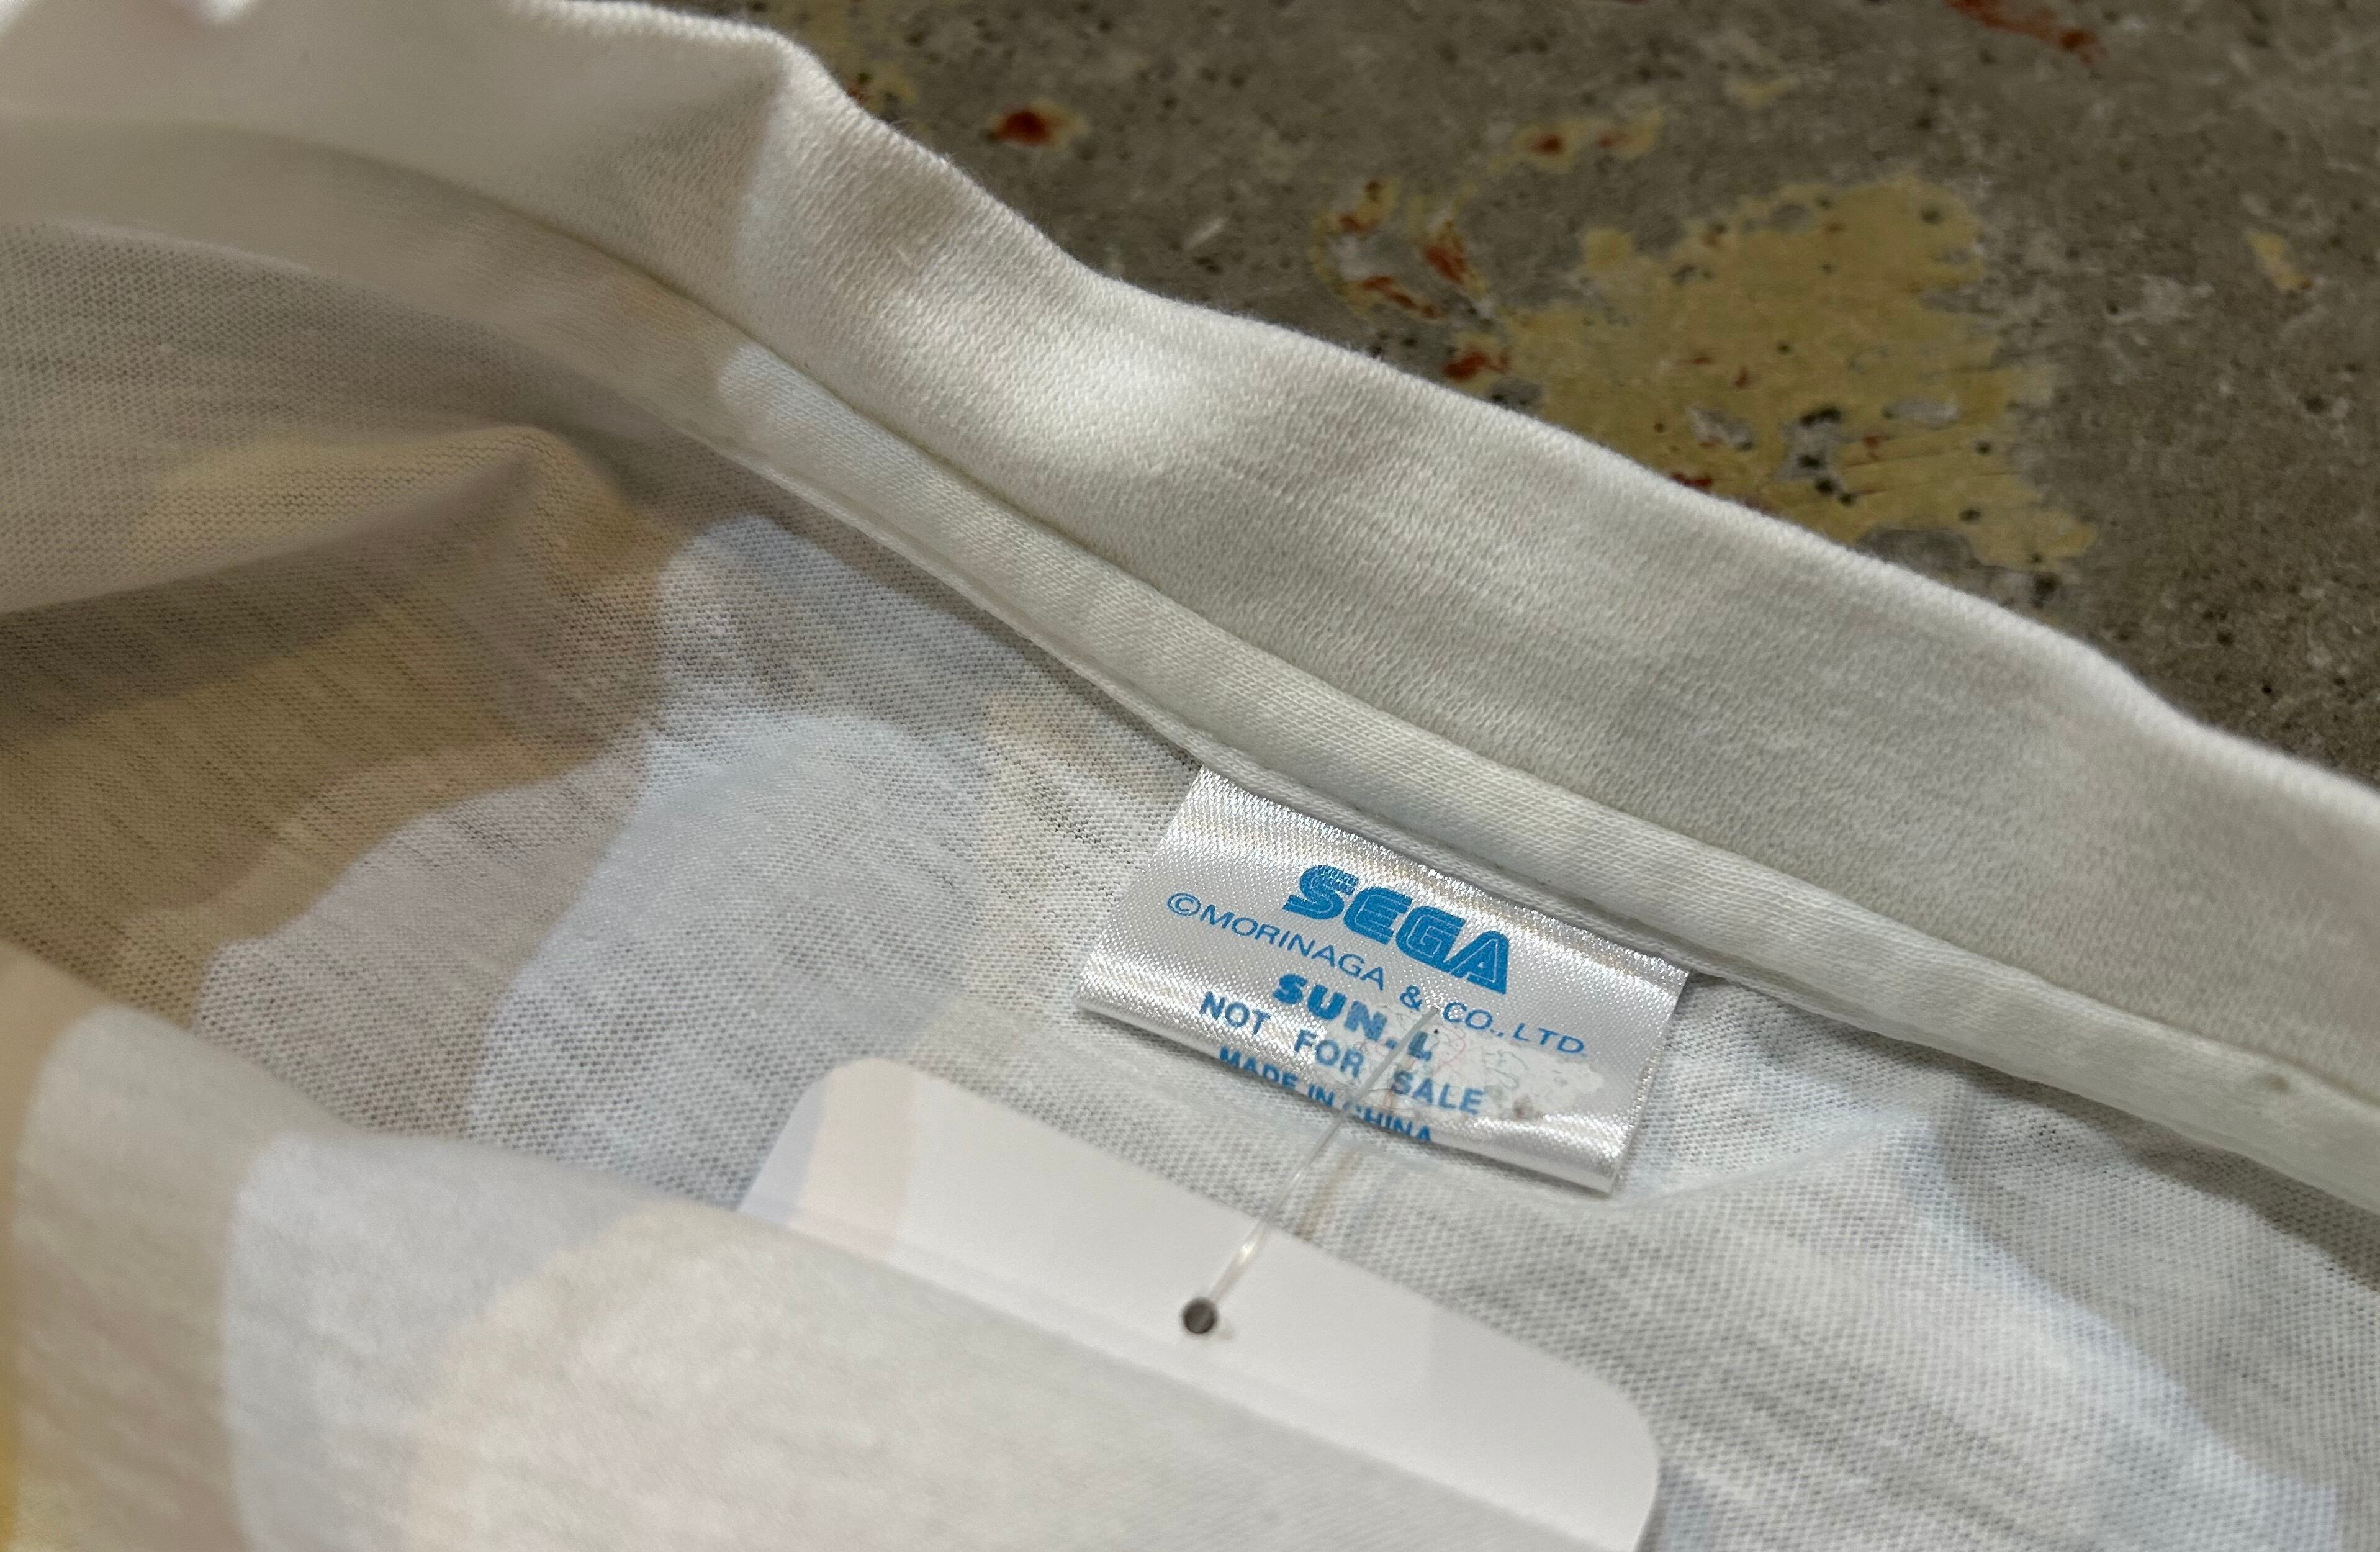 SEGA
©MORINAGA & CO., LTD.
SUN. L
NOT FOR SALE
MADE IN CHINA